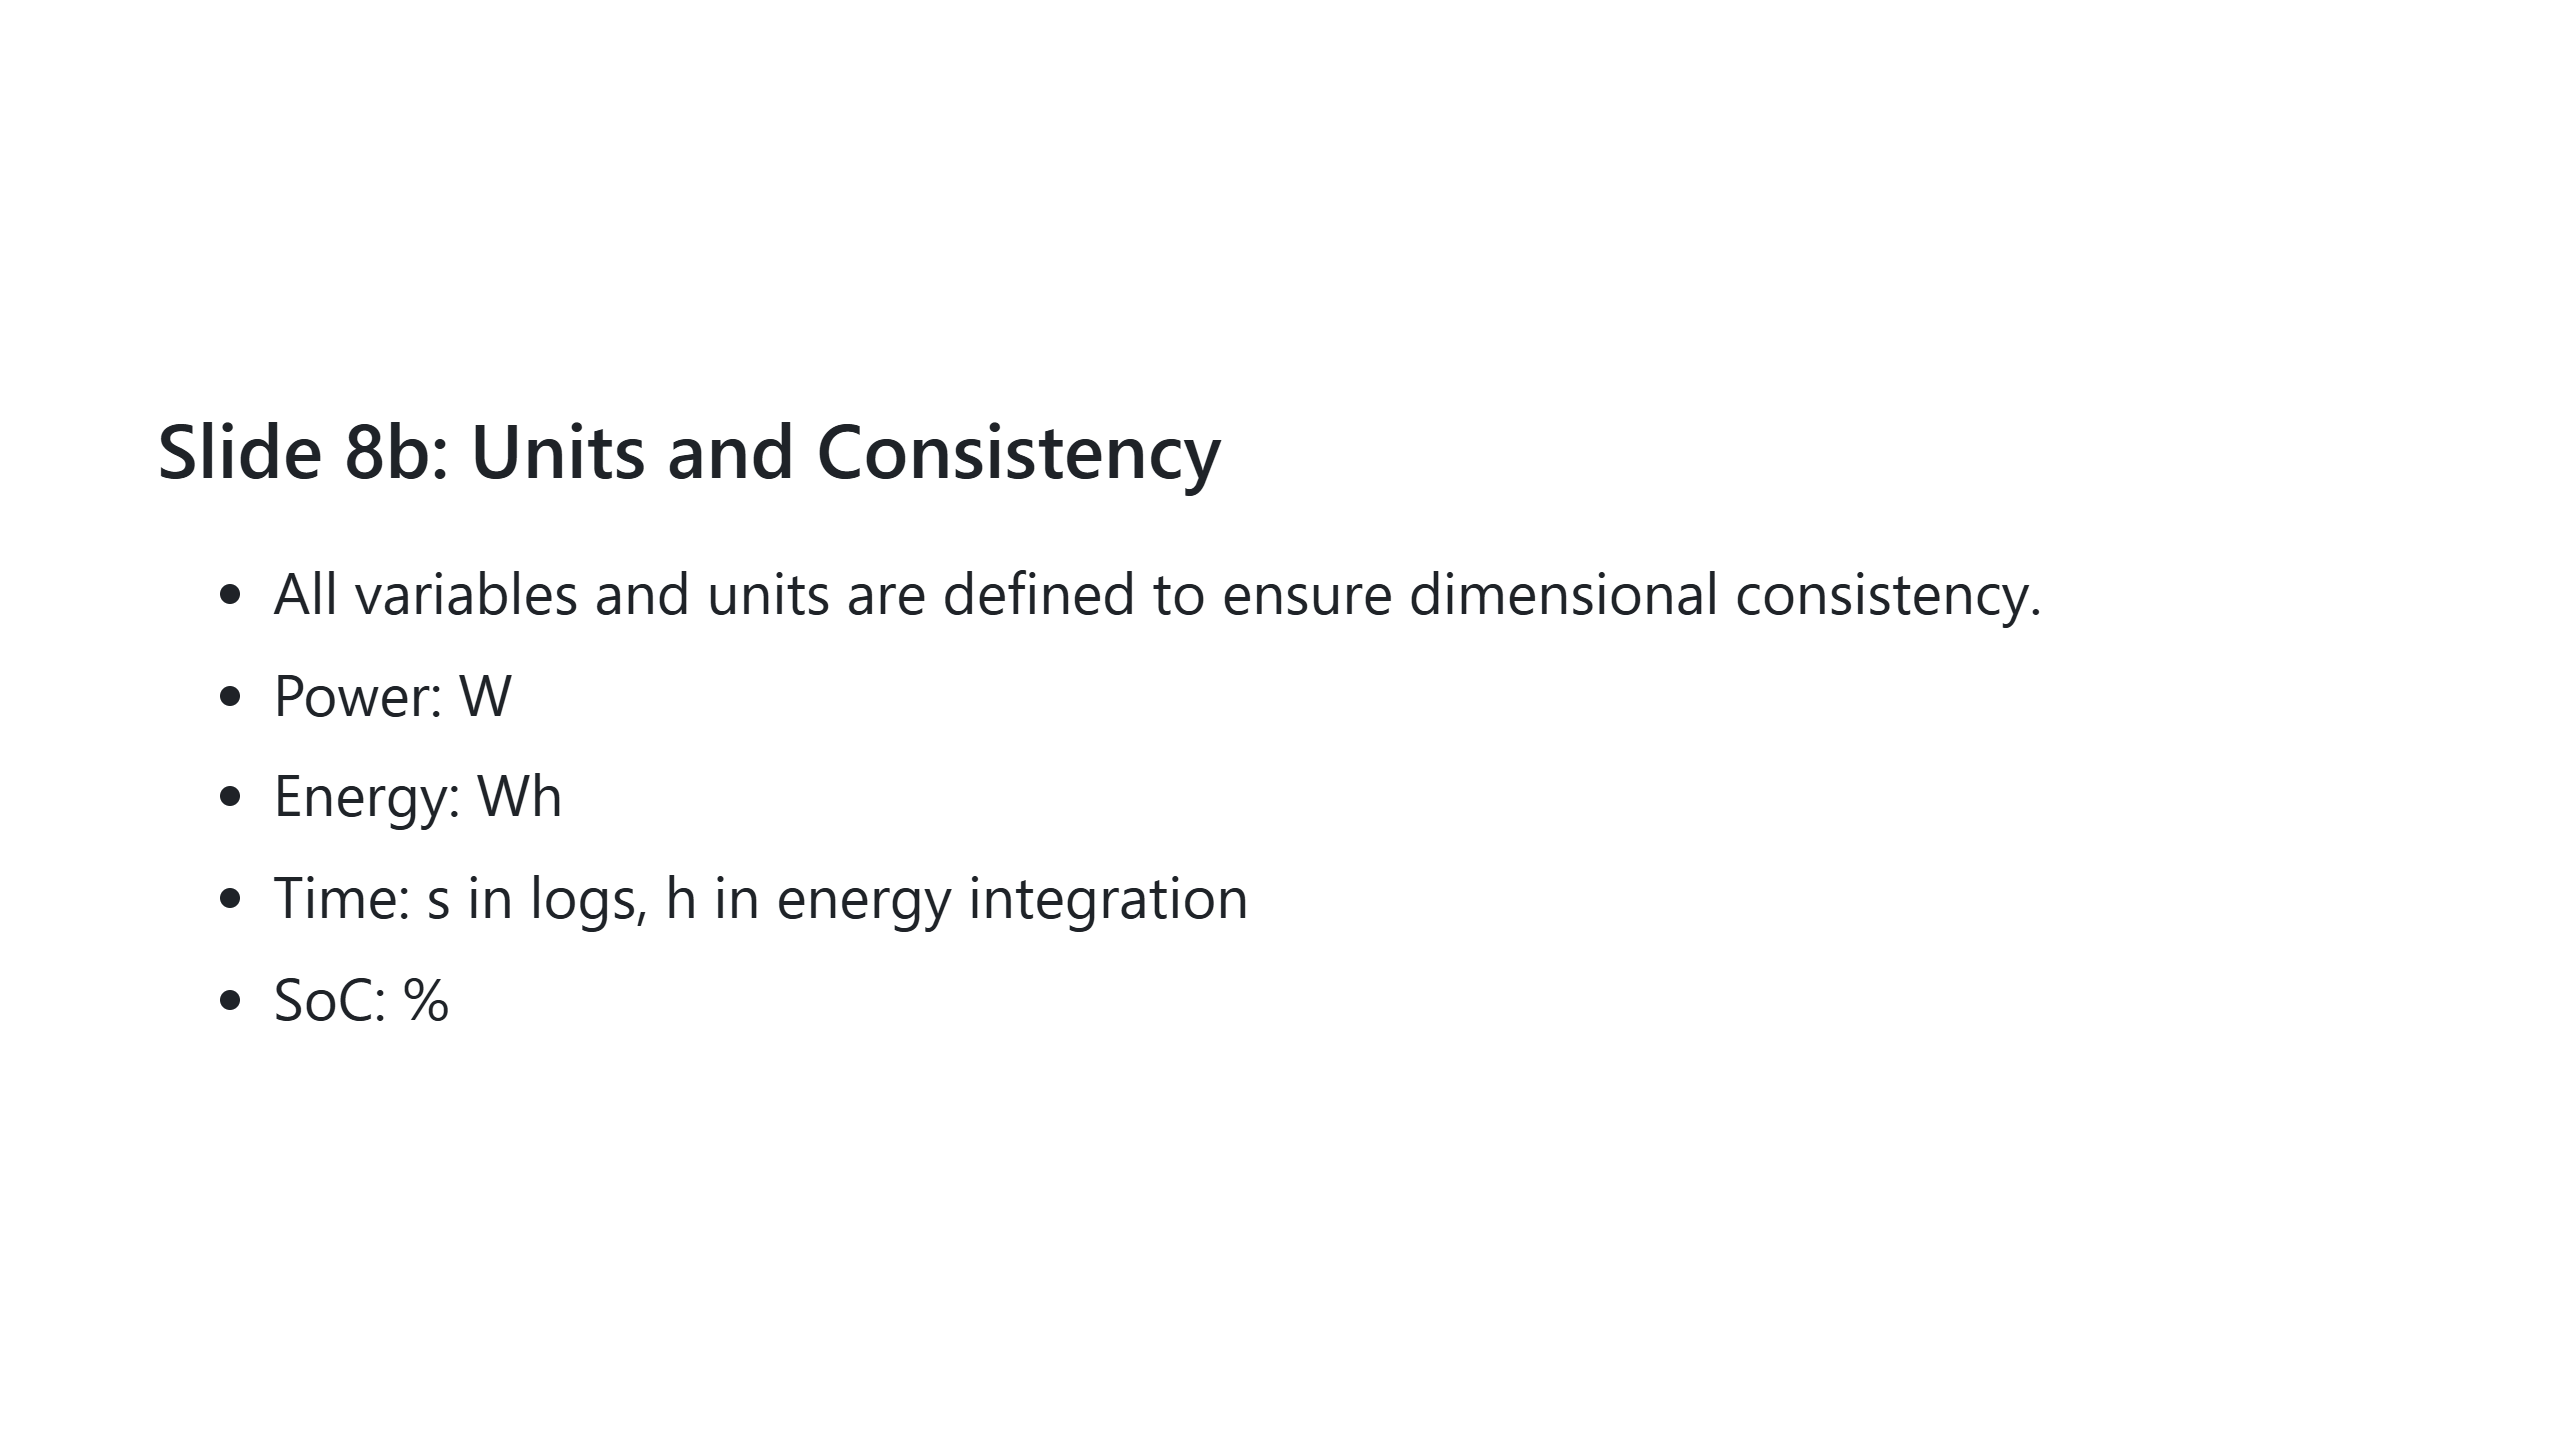 Slide 8b: Units and Consistency
• All variables and units are defined to ensure dimensional consistency.
• Power: W
• Energy: Wh
• Time: s in logs, h in energy integration
• SoC: %